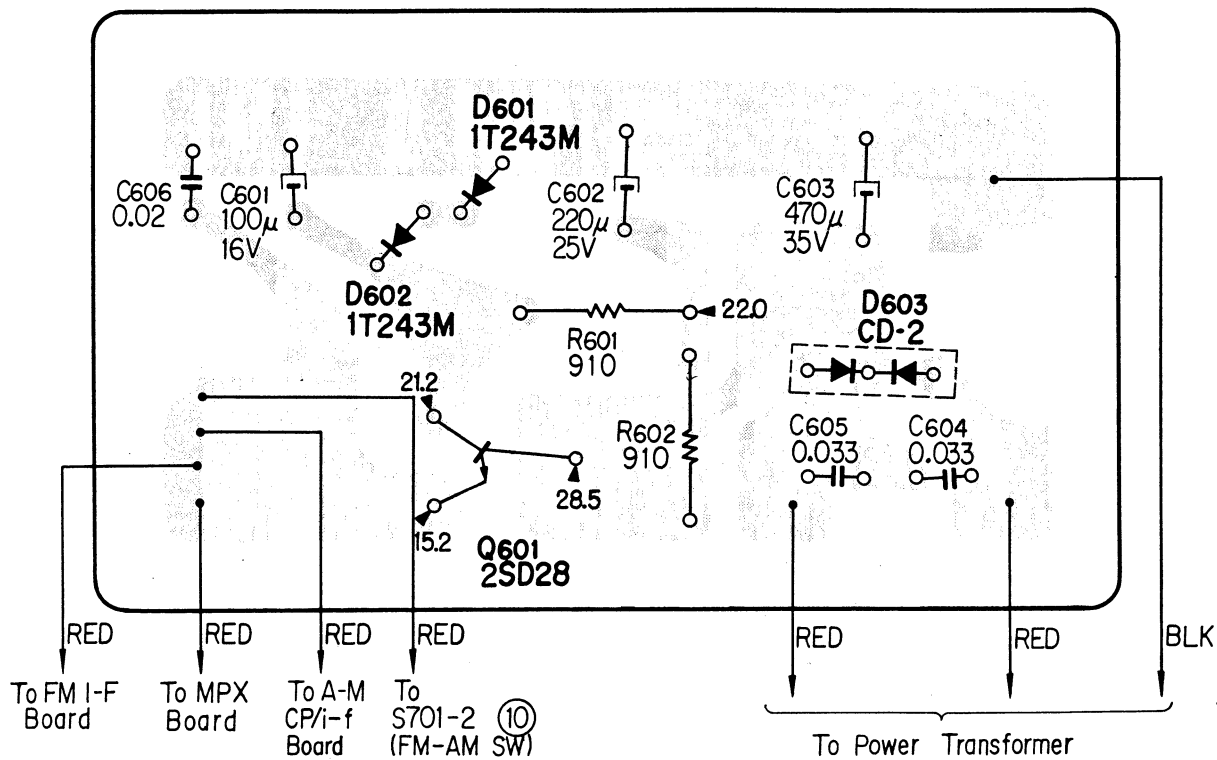 D601
1T243M
C606
0.02
C601
100μ
16V
C602
220μ
25V
C603
470μ
35V
D602
1T243M
22.0
D603
CD-2
R601
910
21.2
R602
910
C605
0.033
C604
0.033
28.5
15.2
Q601
2SD28
RED
RED
RED
RED
RED
RED
BLK
To FM I-F
Board
To MPX
Board
To A-M
CP/i-f
Board
To
S701-2 10
(FM-AM SW)
To Power Transformer